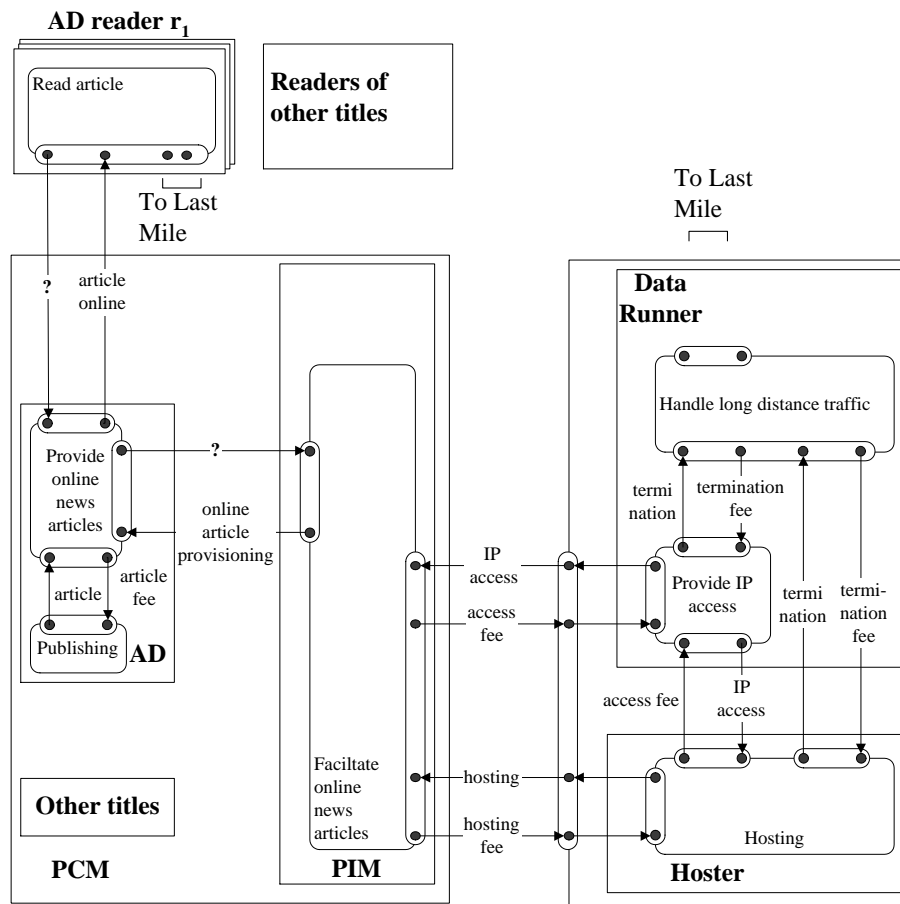 AD reader r1
Read article
Readers of
other titles
To Last
Mile
To Last
Mile
?
article
online
Data
Runner
Handle long distance traffic
Provide
online
news
articles
?
online
article
provisioning
termi
nation
termination
fee
IP
access
access
fee
Provide IP
access
termi
nation
termi-
nation
fee
article
article
fee
Publishing
AD
access fee
IP
access
Faciltate
online
news
articles
hosting
hosting
fee
Hosting
Other titles
PCM
PIM
Hoster